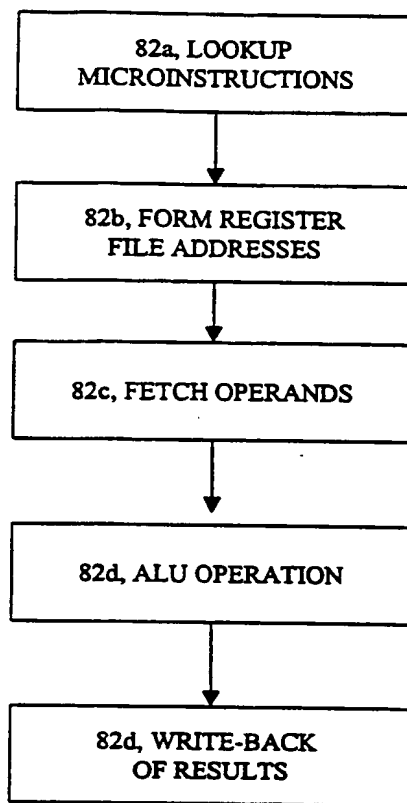 82a, LOOKUP
MICROINSTRUCTIONS
82b, FORM REGISTER
FILE ADDRESSES
82c, FETCH OPERANDS
82d, ALU OPERATION
82d, WRITE-BACK
OF RESULTS